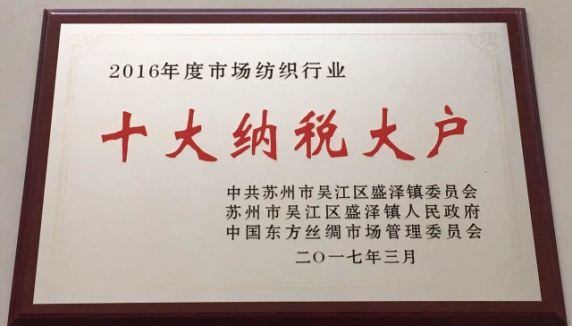 2016年度市场纺织行业
十大纳税大户
中共苏州市吴江区盛泽镇委员会
苏州市吴江区盛泽镇人民政府
中国东方丝绸市场管理委员会
二〇一七年三月